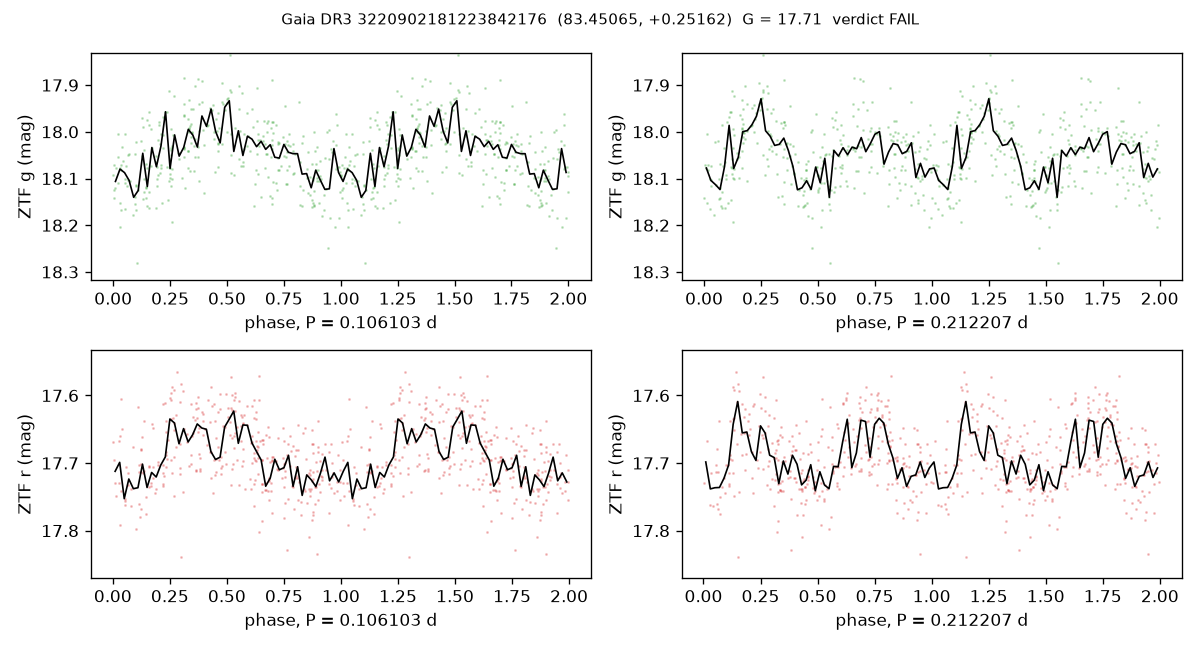 Gaia DR3 3220902181223842176  (83.45065, +0.25162)  G = 17.71  verdict FAIL
ZTF g (mag)
17.9
18.0
18.1
18.2
18.3
0.00 0.25 0.50 0.75 1.00 1.25 1.50 1.75 2.00
phase, P = 0.106103 d
ZTF g (mag)
17.9
18.0
18.1
18.2
18.3
0.00 0.25 0.50 0.75 1.00 1.25 1.50 1.75 2.00
phase, P = 0.212207 d
ZTF r (mag)
17.6
17.7
17.8
0.00 0.25 0.50 0.75 1.00 1.25 1.50 1.75 2.00
phase, P = 0.106103 d
ZTF r (mag)
17.6
17.7
17.8
0.00 0.25 0.50 0.75 1.00 1.25 1.50 1.75 2.00
phase, P = 0.212207 d